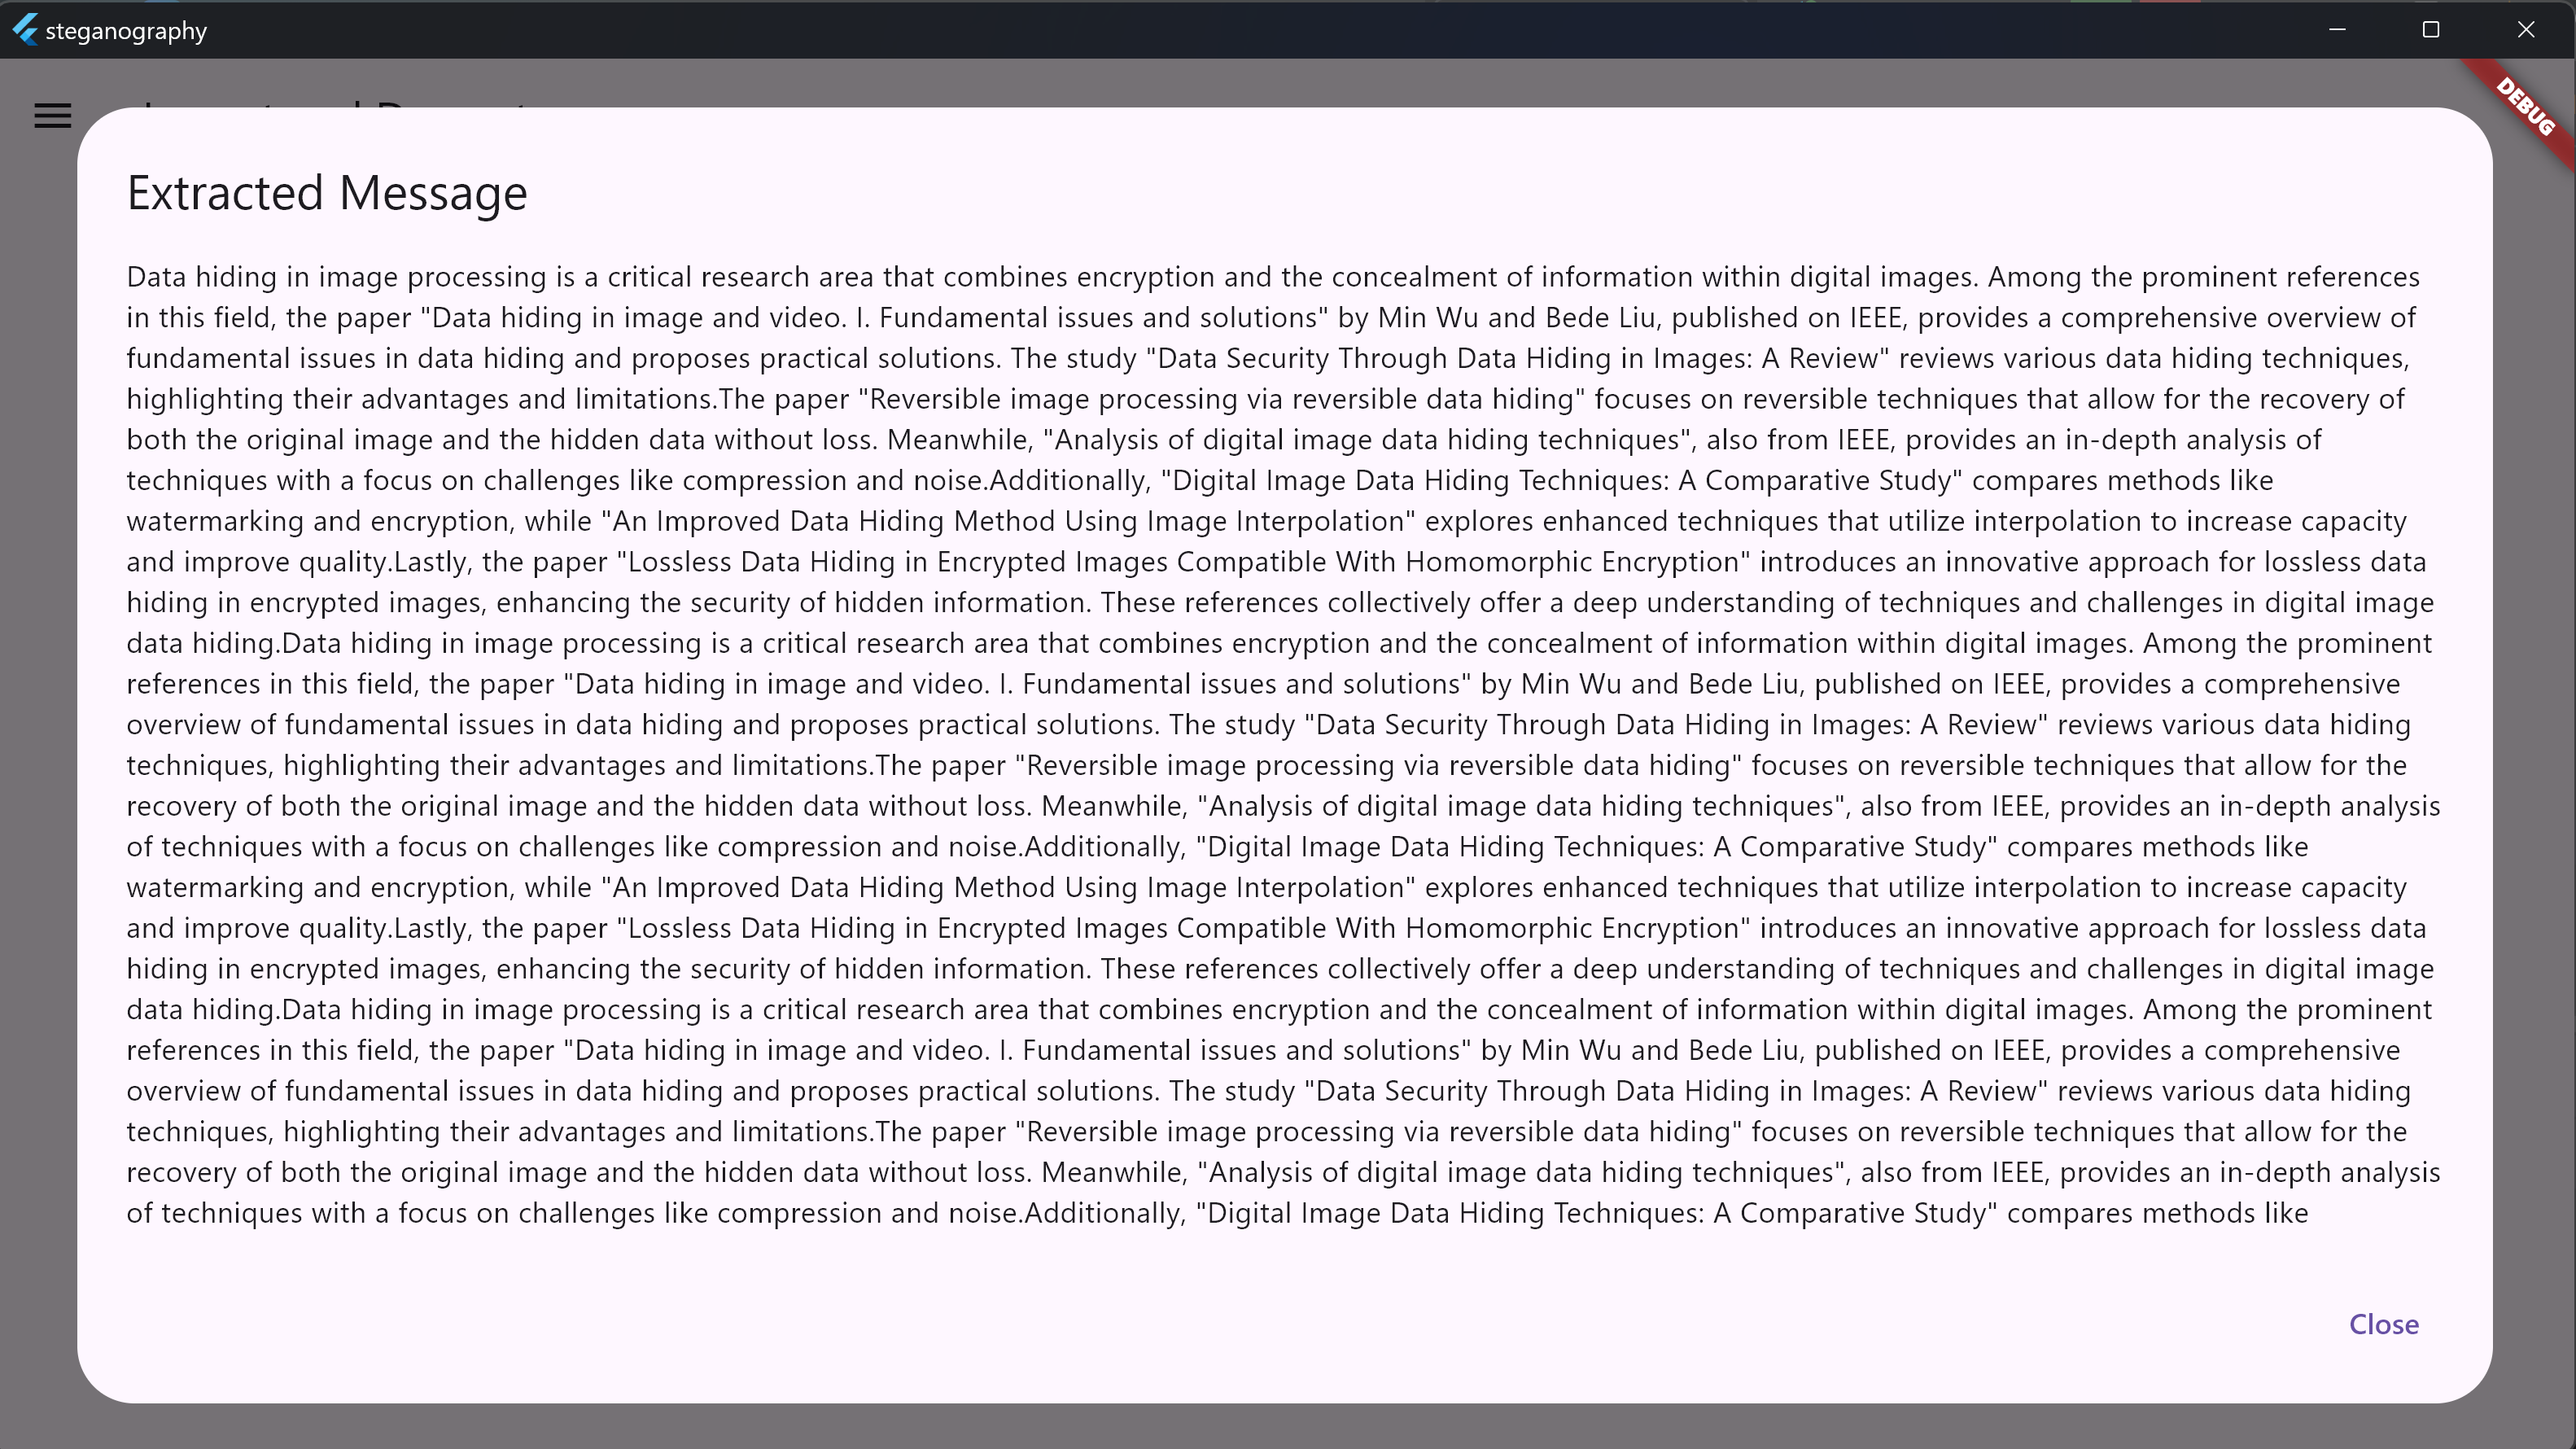 steganography
DEBUG
Extracted Message
Data hiding in image processing is a critical research area that combines encryption and the concealment of information within digital images. Among the prominent references
in this field, the paper "Data hiding in image and video. I. Fundamental issues and solutions" by Min Wu and Bede Liu, published on IEEE, provides a comprehensive overview of
fundamental issues in data hiding and proposes practical solutions. The study "Data Security Through Data Hiding in Images: A Review" reviews various data hiding techniques,
highlighting their advantages and limitations.The paper "Reversible image processing via reversible data hiding" focuses on reversible techniques that allow for the recovery of
both the original image and the hidden data without loss. Meanwhile, "Analysis of digital image data hiding techniques", also from IEEE, provides an in-depth analysis of
techniques with a focus on challenges like compression and noise.Additionally, "Digital Image Data Hiding Techniques: A Comparative Study" compares methods like
watermarking and encryption, while "An Improved Data Hiding Method Using Image Interpolation" explores enhanced techniques that utilize interpolation to increase capacity
and improve quality.Lastly, the paper "Lossless Data Hiding in Encrypted Images Compatible With Homomorphic Encryption" introduces an innovative approach for lossless data
hiding in encrypted images, enhancing the security of hidden information. These references collectively offer a deep understanding of techniques and challenges in digital image
data hiding.Data hiding in image processing is a critical research area that combines encryption and the concealment of information within digital images. Among the prominent
references in this field, the paper "Data hiding in image and video. I. Fundamental issues and solutions" by Min Wu and Bede Liu, published on IEEE, provides a comprehensive
overview of fundamental issues in data hiding and proposes practical solutions. The study "Data Security Through Data Hiding in Images: A Review" reviews various data hiding
techniques, highlighting their advantages and limitations.The paper "Reversible image processing via reversible data hiding" focuses on reversible techniques that allow for the
recovery of both the original image and the hidden data without loss. Meanwhile, "Analysis of digital image data hiding techniques", also from IEEE, provides an in-depth analysis
of techniques with a focus on challenges like compression and noise.Additionally, "Digital Image Data Hiding Techniques: A Comparative Study" compares methods like
watermarking and encryption, while "An Improved Data Hiding Method Using Image Interpolation" explores enhanced techniques that utilize interpolation to increase capacity
and improve quality.Lastly, the paper "Lossless Data Hiding in Encrypted Images Compatible With Homomorphic Encryption" introduces an innovative approach for lossless data
hiding in encrypted images, enhancing the security of hidden information. These references collectively offer a deep understanding of techniques and challenges in digital image
data hiding.Data hiding in image processing is a critical research area that combines encryption and the concealment of information within digital images. Among the prominent
references in this field, the paper "Data hiding in image and video. I. Fundamental issues and solutions" by Min Wu and Bede Liu, published on IEEE, provides a comprehensive
overview of fundamental issues in data hiding and proposes practical solutions. The study "Data Security Through Data Hiding in Images: A Review" reviews various data hiding
techniques, highlighting their advantages and limitations.The paper "Reversible image processing via reversible data hiding" focuses on reversible techniques that allow for the
recovery of both the original image and the hidden data without loss. Meanwhile, "Analysis of digital image data hiding techniques", also from IEEE, provides an in-depth analysis
of techniques with a focus on challenges like compression and noise.Additionally, "Digital Image Data Hiding Techniques: A Comparative Study" compares methods like
Close